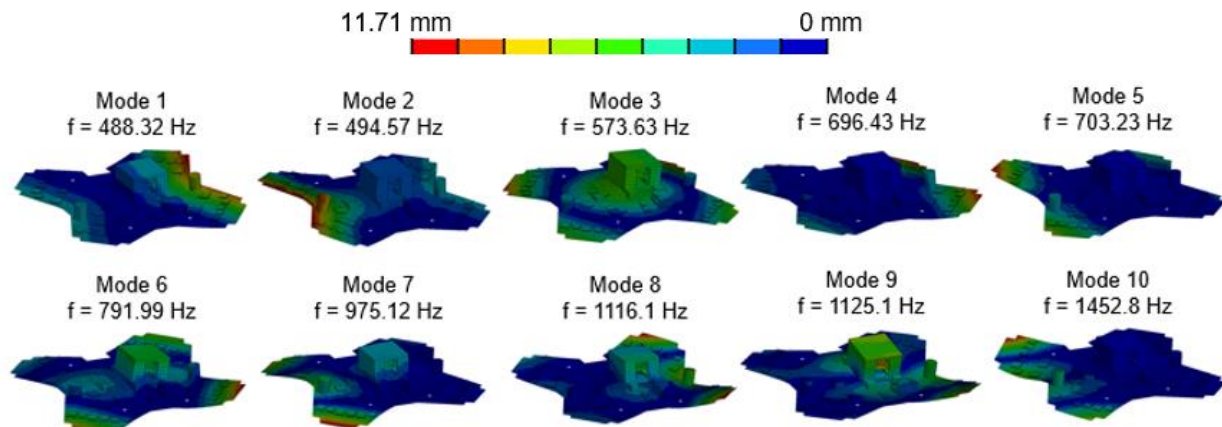 11.71 mm 0 mm
Mode 1 Mode 2 Mode 3 Mode 4 Mode 5
f = 488.32 Hz f = 494.57 Hz f = 573.63 Hz f = 696.43 Hz f = 703.23 Hz
Mode 6 Mode 7 Mode 8 Mode 9 Mode 10
f = 791.99 Hz f = 975.12 Hz f = 1116.1 Hz f = 1125.1 Hz f = 1452.8 Hz